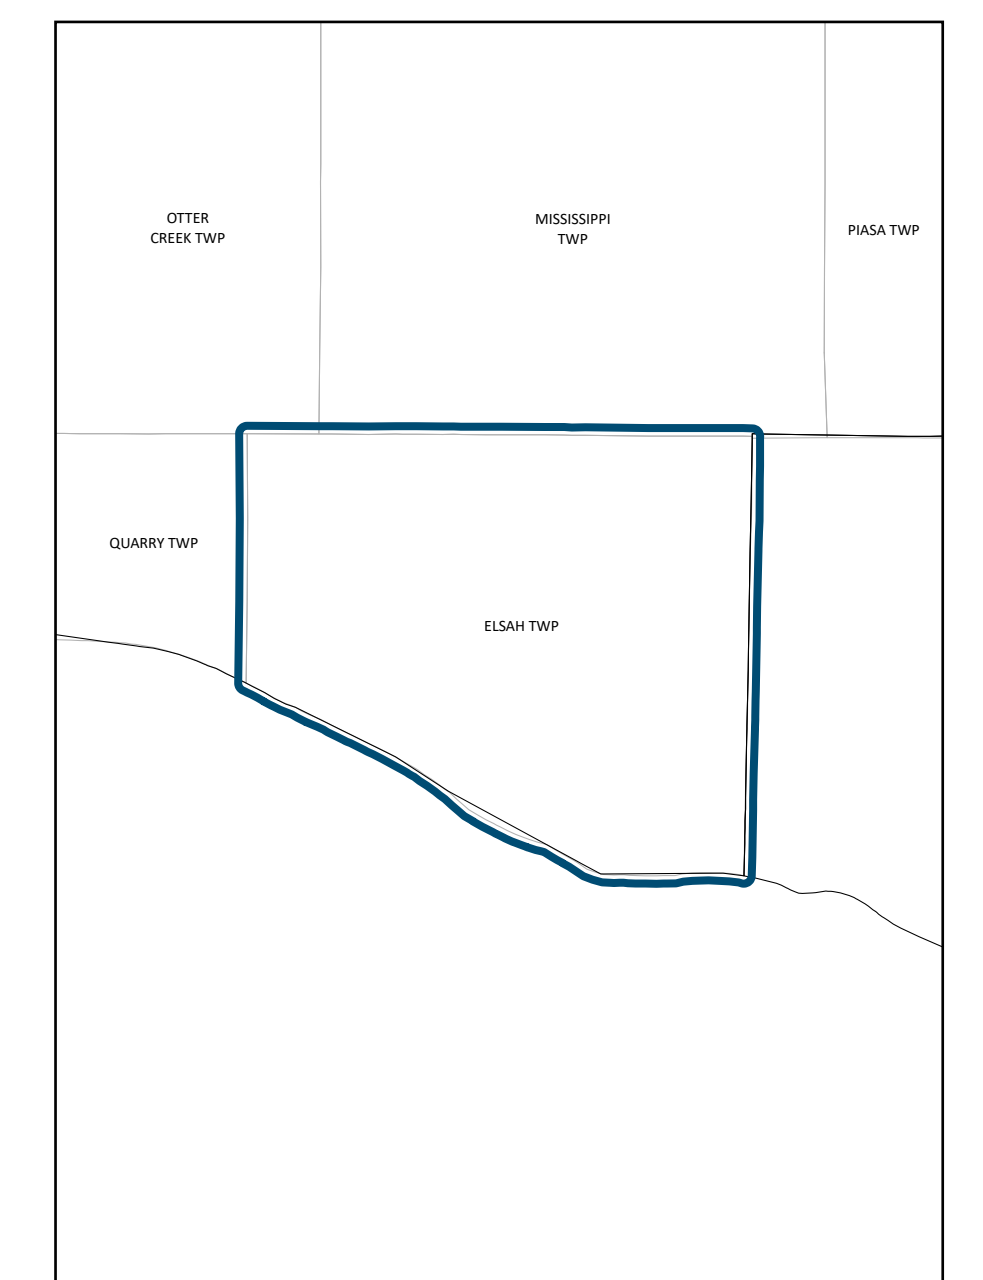 OTTER
CREEK TWP
MISSISSIPPI
TWP
PIASA TWP
QUARRY TWP
ELSAH TWP